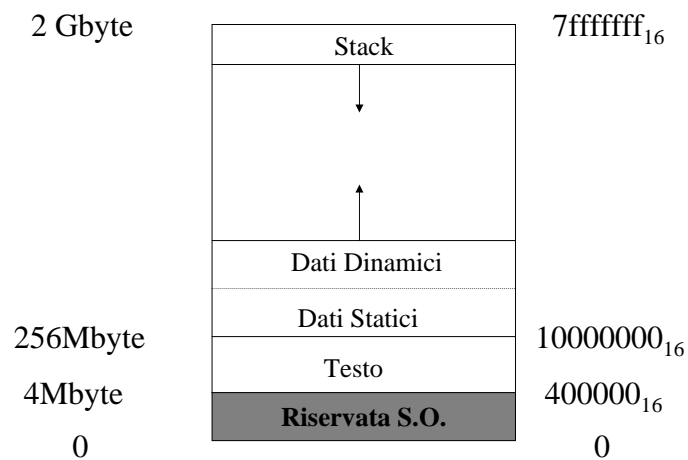 2 Gbyte
Stack
7fffffff₁₆
Dati Dinamici
Dati Statici
256Mbyte
10000000₁₆
Testo
4Mbyte
400000₁₆
Riservata S.O.
0
0